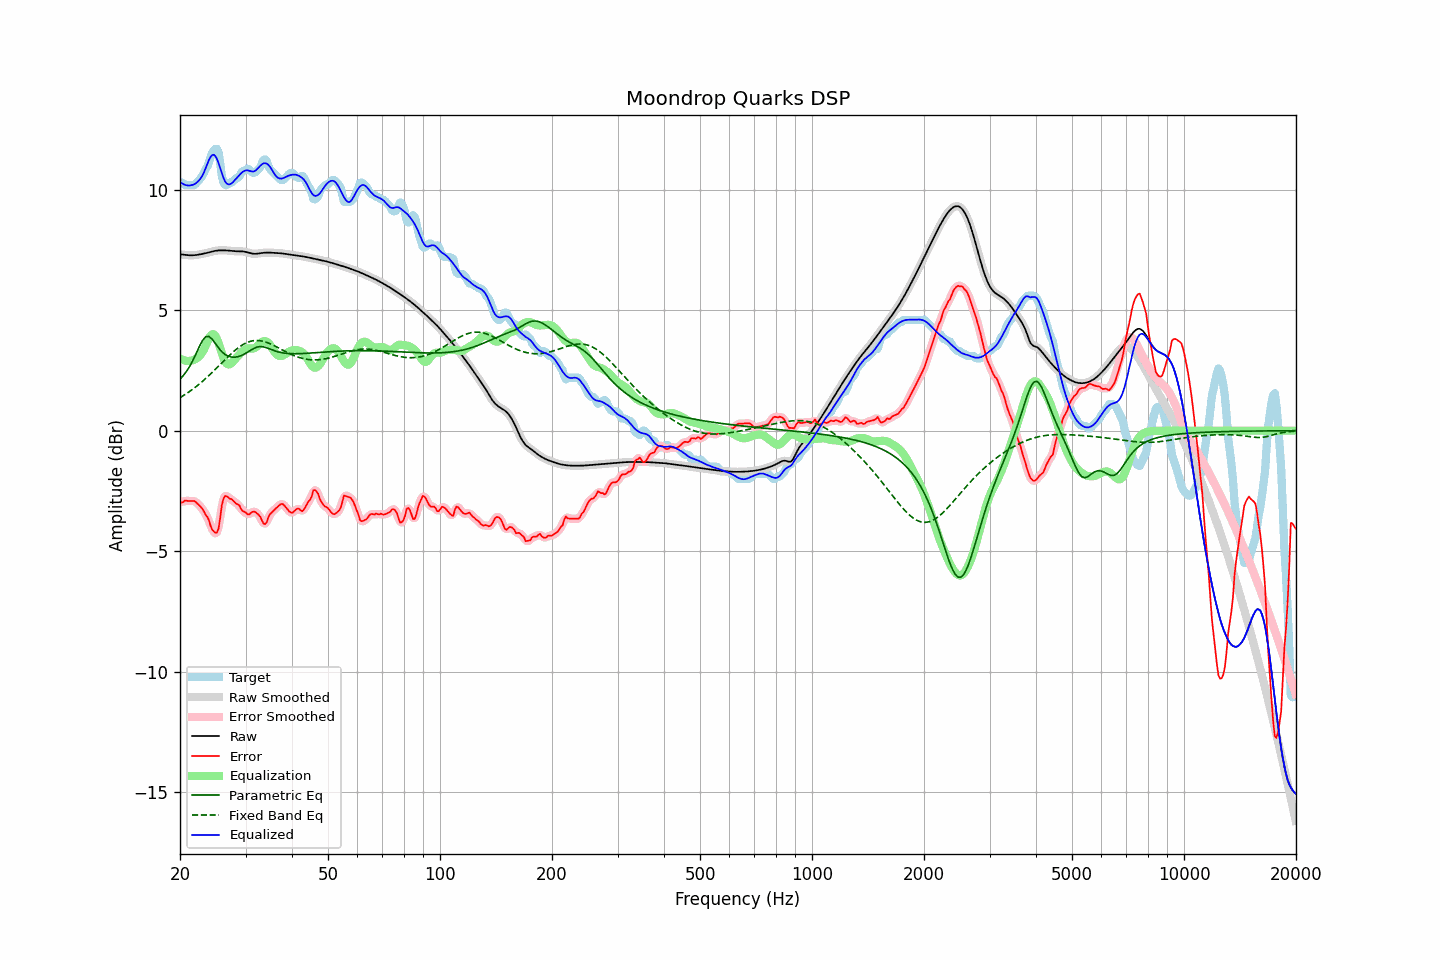 Moondrop Quarks DSP
Amplitude (dBr)
10
5
0
−5
−10
−15
Target
Raw Smoothed
Error Smoothed
Raw
Error
Equalization
Parametric Eq
Fixed Band Eq
Equalized
20 50 100 200 500 1000 2000 5000 10000 20000
Frequency (Hz)